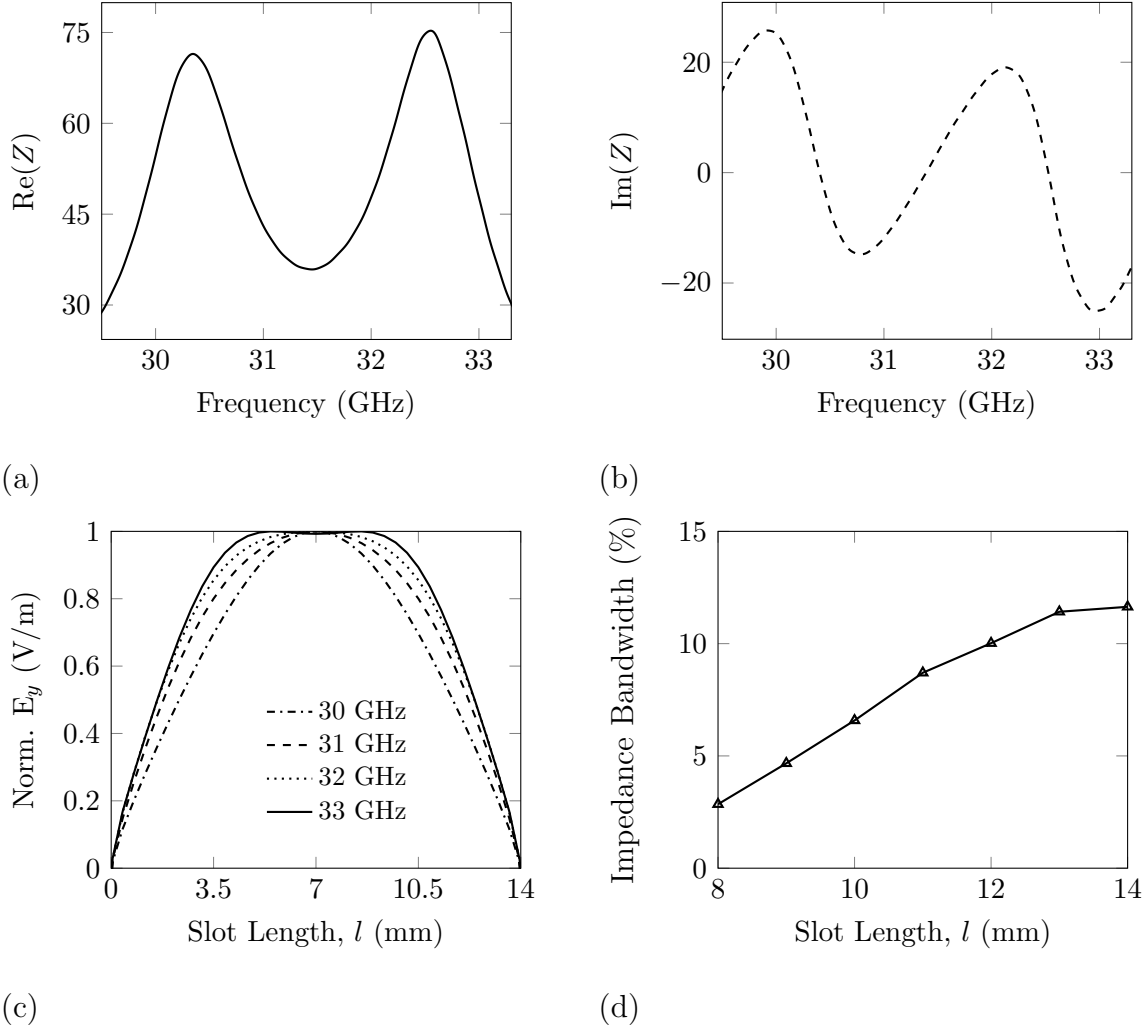 75
60
45
30
Re(Z)
30 31 32 33
Frequency (GHz)
(a)
20
0
−20
Im(Z)
30 31 32 33
Frequency (GHz)
(b)
1
0.8
0.6
0.4
0.2
0
Norm. E_y (V/m)
30 GHz
31 GHz
32 GHz
33 GHz
0 3.5 7 10.5 14
Slot Length, l (mm)
(c)
15
10
5
0
Impedance Bandwidth (%)
8 10 12 14
Slot Length, l (mm)
(d)